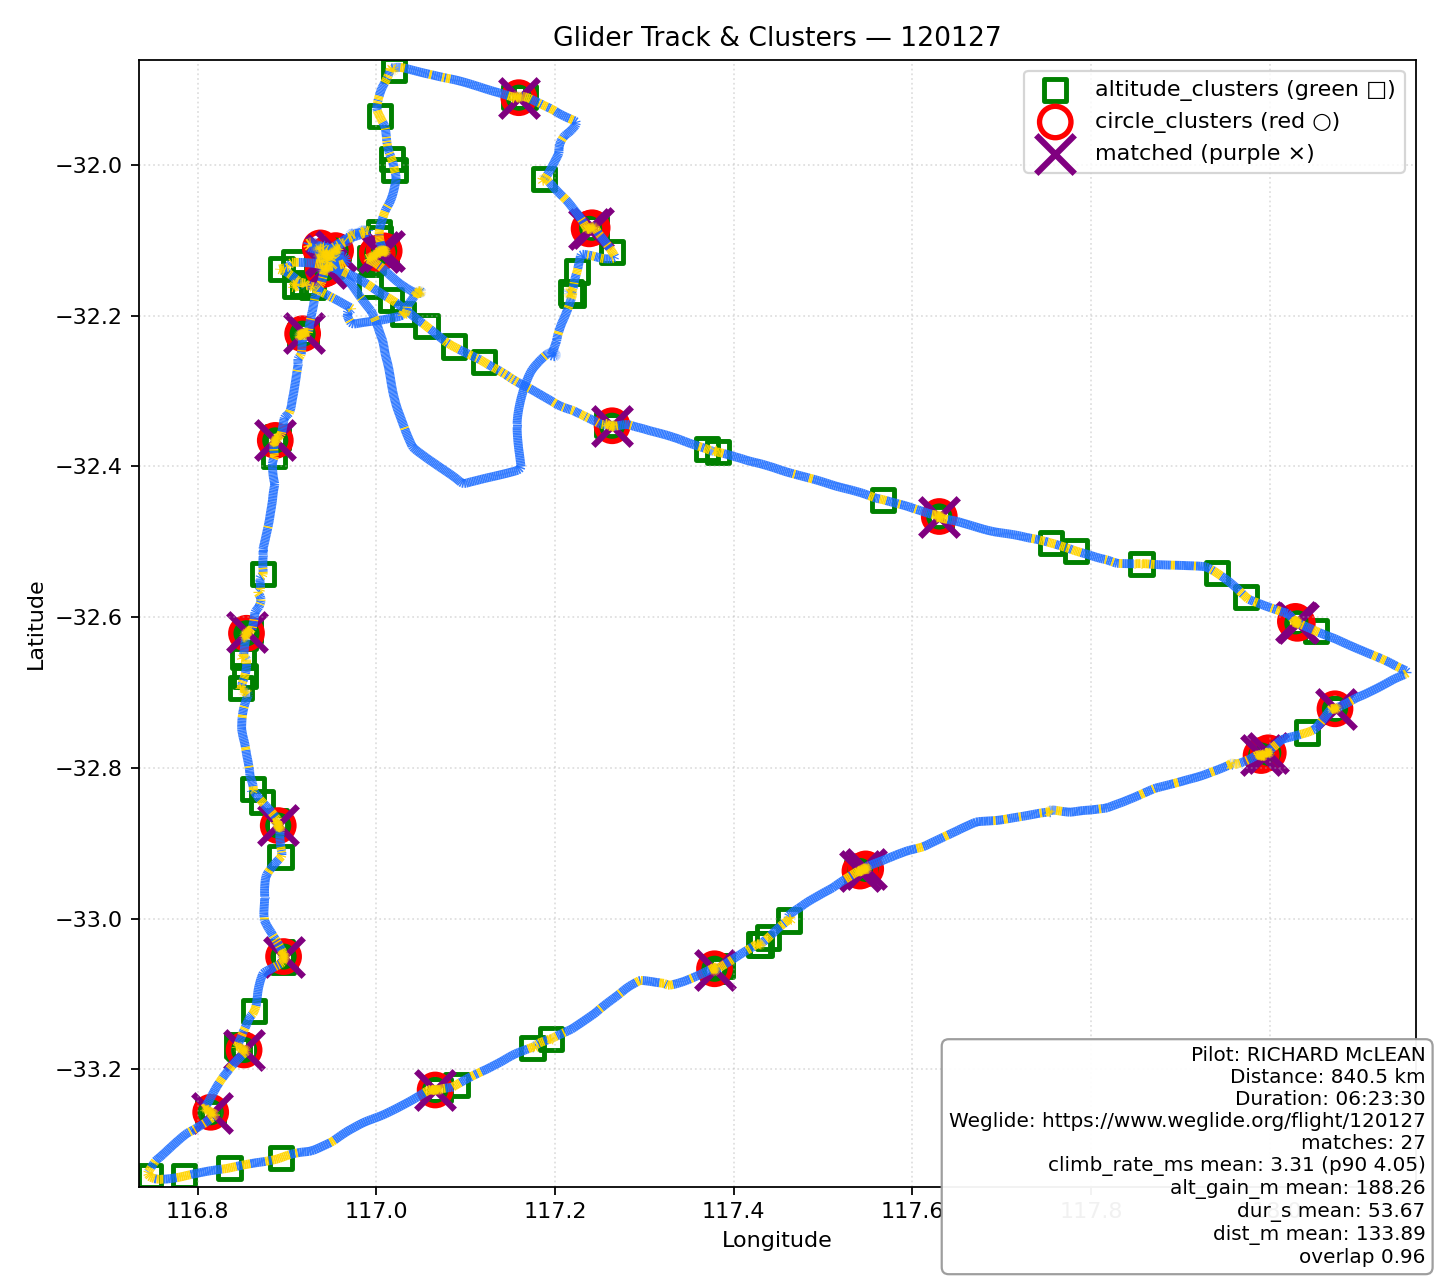 Glider Track & Clusters — 120127
altitude_clusters (green □)
circle_clusters (red ○)
matched (purple ×)
Latitude
−32.0
−32.2
−32.4
−32.6
−32.8
−33.0
−33.2
116.8
117.0
117.2
117.4
117.6
117.8
Longitude
Pilot: RICHARD McLEAN
Distance: 840.5 km
Duration: 06:23:30
Weglide: https://www.weglide.org/flight/120127
matches: 27
climb_rate_ms mean: 3.31 (p90 4.05)
alt_gain_m mean: 188.26
dur_s mean: 53.67
dist_m mean: 133.89
overlap 0.96